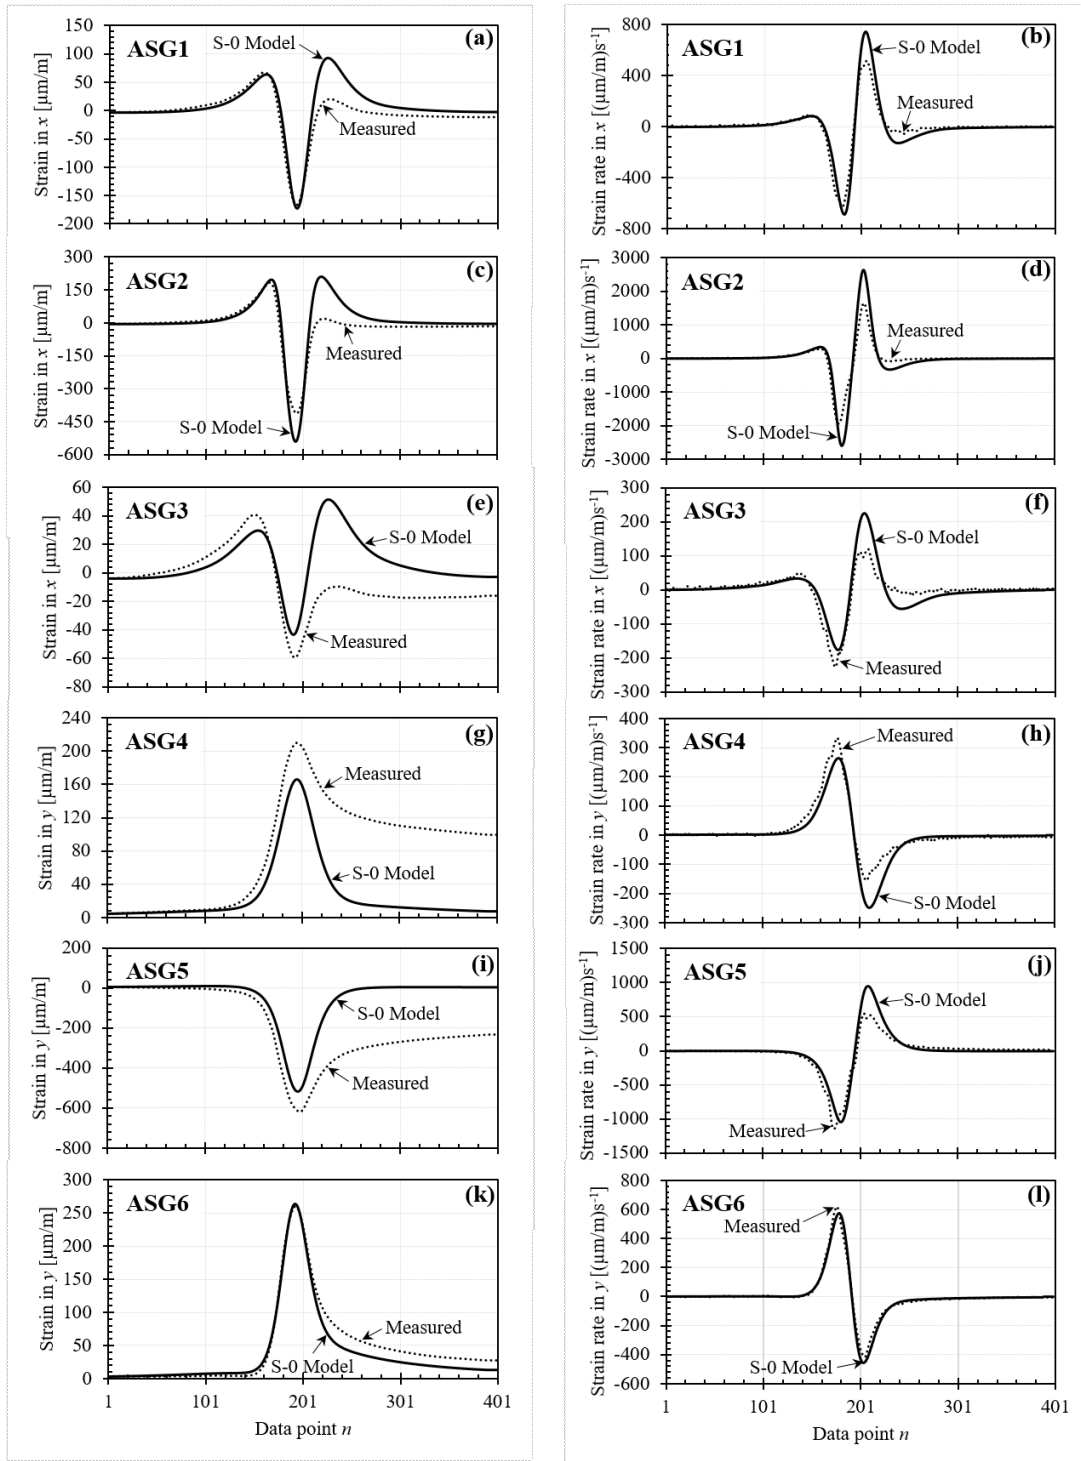 (a)
ASG1
S-0 Model
Measured
Strain in x [μm/m]
150
100
50
0
-50
-100
-150
-200
(b)
ASG1
S-0 Model
Measured
Strain rate in x [(μm/m)s⁻¹]
800
400
0
-400
-800
(c)
ASG2
Measured
S-0 Model
Strain in x [μm/m]
300
150
0
-150
-300
-450
-600
(d)
ASG2
Measured
S-0 Model
Strain rate in x [(μm/m)s⁻¹]
3000
2000
1000
0
-1000
-2000
-3000
(e)
ASG3
S-0 Model
Measured
Strain in x [μm/m]
60
40
20
0
-20
-40
-60
-80
(f)
ASG3
S-0 Model
Measured
Strain rate in x [(μm/m)s⁻¹]
300
200
100
0
-100
-200
-300
(g)
ASG4
Measured
S-0 Model
Strain in y [μm/m]
240
200
160
120
80
40
0
(h)
ASG4
Measured
S-0 Model
Strain rate in y [(μm/m)s⁻¹]
400
300
200
100
0
-100
-200
-300
(i)
ASG5
S-0 Model
Measured
Strain in y [μm/m]
200
0
-200
-400
-600
-800
(j)
ASG5
S-0 Model
Measured
Strain rate in y [(μm/m)s⁻¹]
1500
1000
500
0
-500
-1000
-1500
(k)
ASG6
Measured
S-0 Model
Strain in y [μm/m]
300
250
200
150
100
50
0
1 101 201 301 401
Data point n
(l)
ASG6
Measured
S-0 Model
Strain rate in y [(μm/m)s⁻¹]
800
600
400
200
0
-200
-400
-600
1 101 201 301 401
Data point n